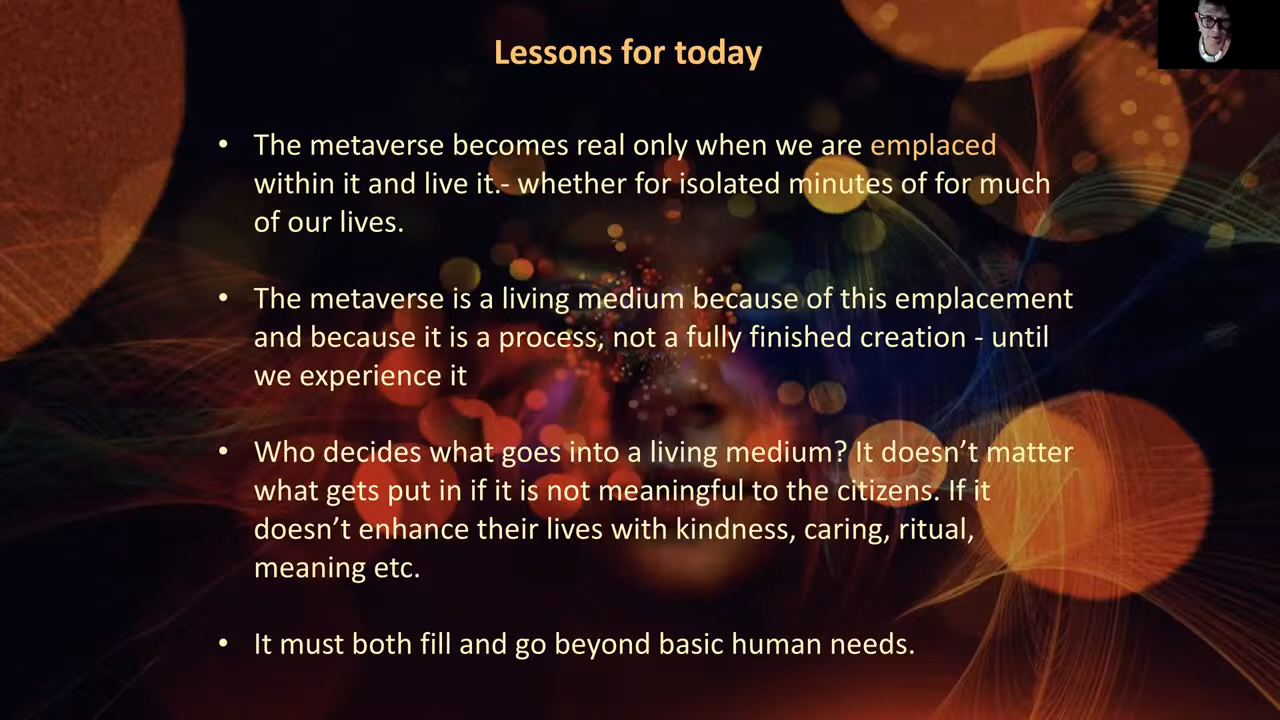 Lessons for today
• The metaverse becomes real only when we are emplaced
within it and live it.- whether for isolated minutes of for much
of our lives.
• The metaverse is a living medium because of this emplacement
and because it is a process, not a fully finished creation - until
we experience it
• Who decides what goes into a living medium? It doesn’t matter
what gets put in if it is not meaningful to the citizens. If it
doesn’t enhance their lives with kindness, caring, ritual,
meaning etc.
• It must both fill and go beyond basic human needs.